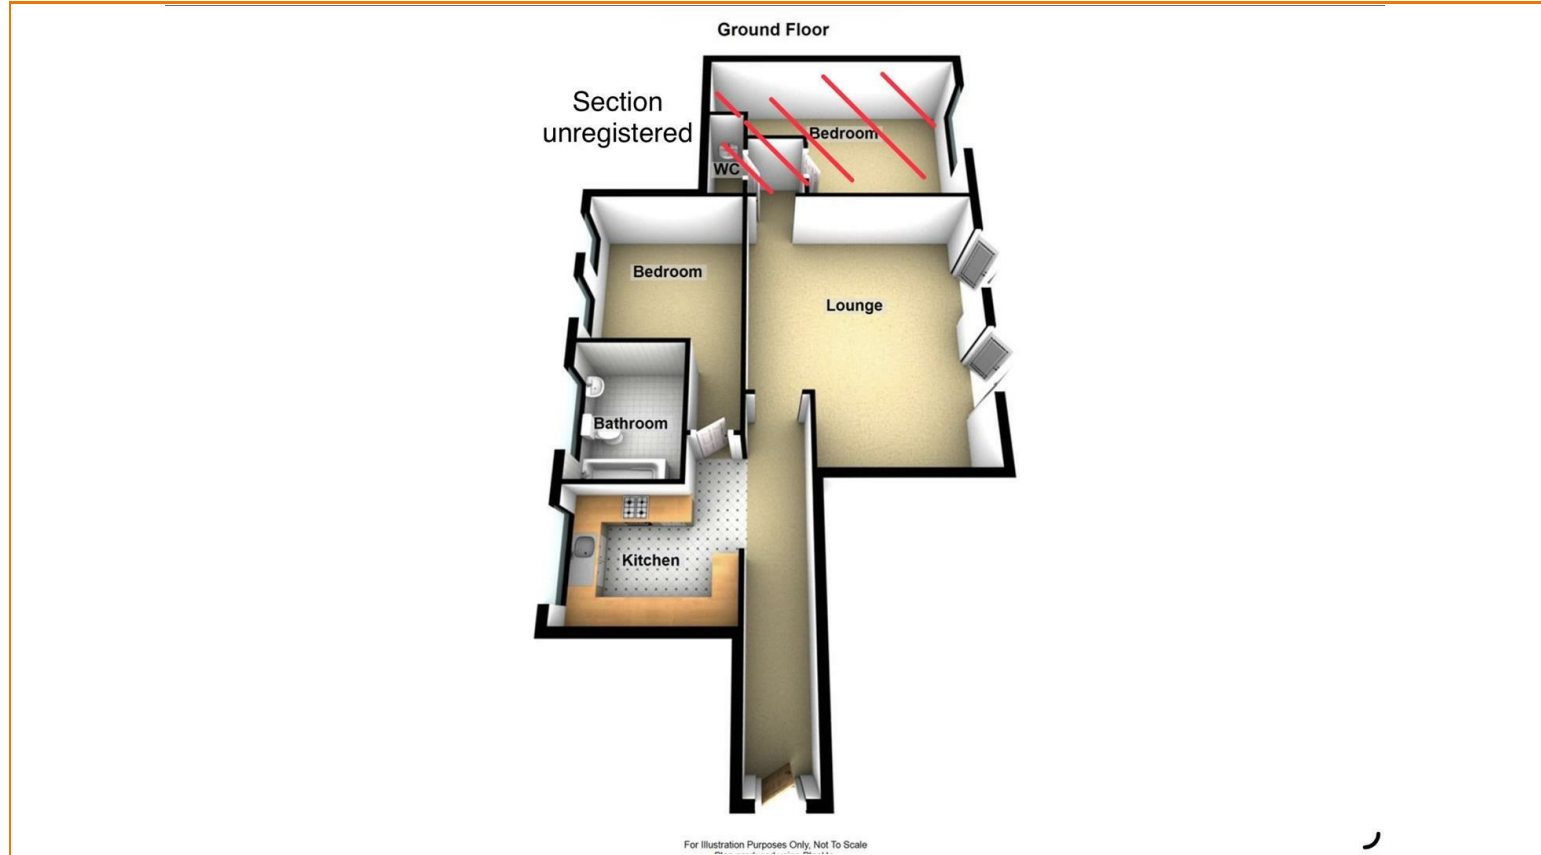 Ground Floor
Section
unregistered
Bedroom
WC
Bedroom
Lounge
Bathroom
Kitchen
For Illustration Purposes Only, Not To Scale